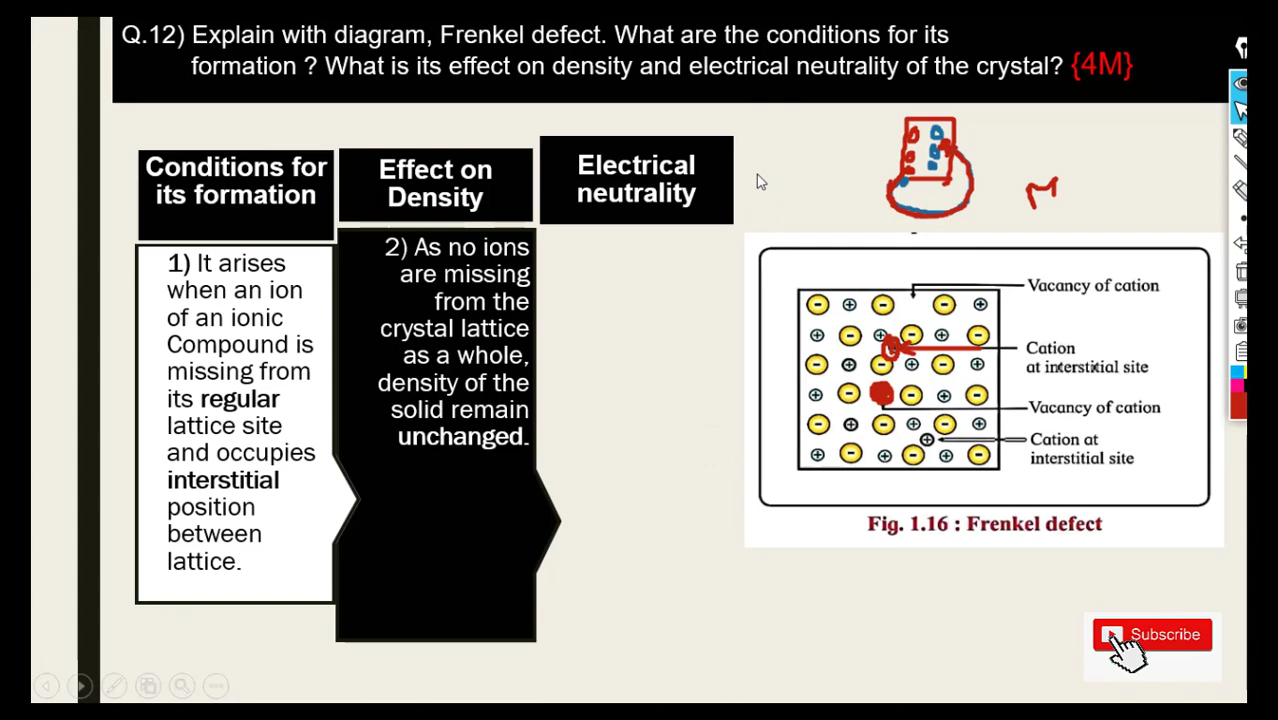 Q.12) Explain with diagram, Frenkel defect. What are the conditions for its
formation ? What is its effect on density and electrical neutrality of the crystal? {4M}
Conditions for
its formation
1) It arises
when an ion
of an ionic
Compound is
missing from
its regular
lattice site
and occupies
interstitial
position
between
lattice.
Effect on
Density
2) As no ions
are missing
from the
crystal lattice
as a whole,
density of the
solid remain
unchanged.
Electrical
neutrality
M
Vacancy of cation
Cation
at interstitial site
Vacancy of cation
Cation at
interstitial site
Fig. 1.16 : Frenkel defect
Subscribe